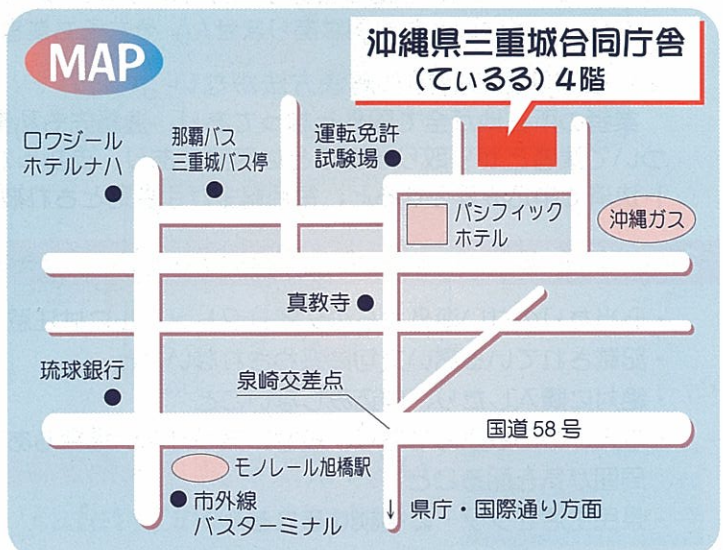 MAP
沖縄県三重城合同庁舎
(てぃるる)4階
ロワジール
ホテルナハ
那覇バス
三重城バス停
運転免許
試験場
パシフィック
ホテル
沖縄ガス
真教寺
琉球銀行
泉崎交差点
国道58号
モノレール旭橋駅
市外線
バスターミナル
↓県庁・国際通り方面